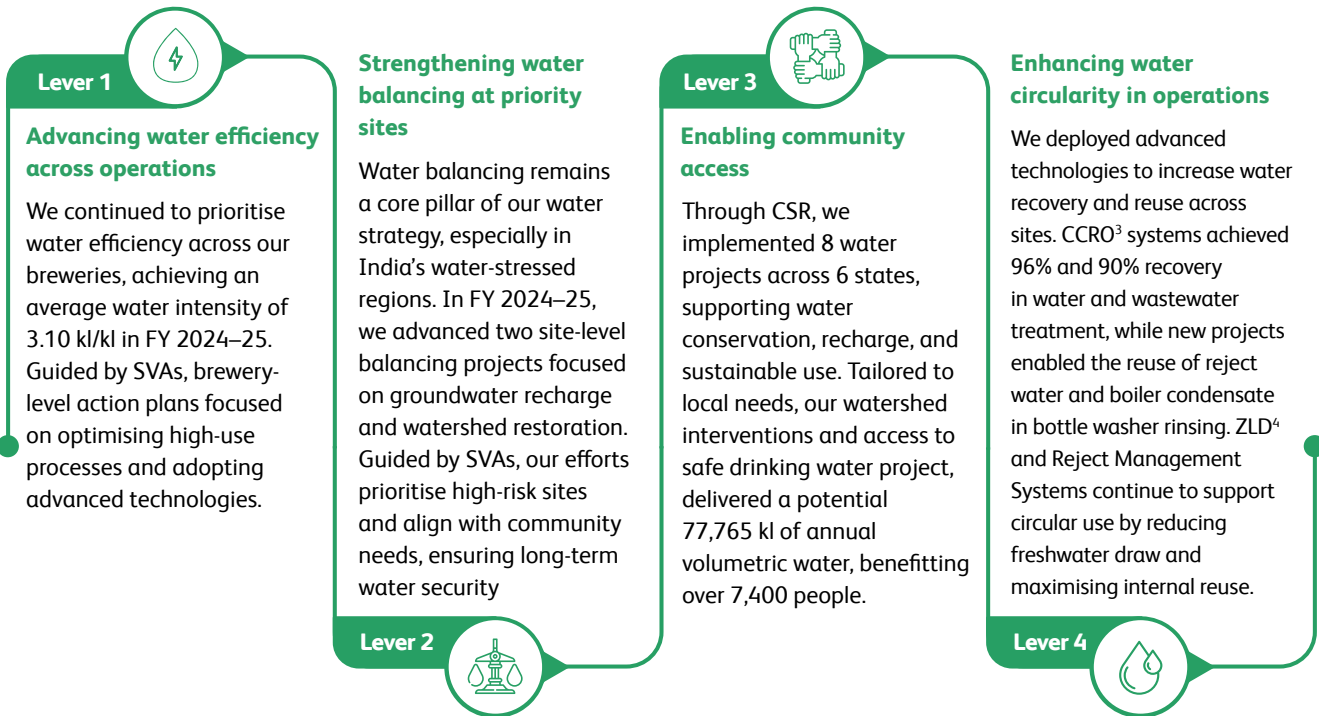 Lever 1
Advancing water efficiency
across operations
We continued to prioritise
water efficiency across our
breweries, achieving an
average water intensity of
3.10 kl/kl in FY 2024–25.
Guided by SVAs, brewery-
level action plans focused
on optimising high-use
processes and adopting
advanced technologies.
Strengthening water
balancing at priority
sites
Water balancing remains
a core pillar of our water
strategy, especially in
India’s water-stressed
regions. In FY 2024–25,
we advanced two site-level
balancing projects focused
on groundwater recharge
and watershed restoration.
Guided by SVAs, our efforts
prioritise high-risk sites
and align with community
needs, ensuring long-term
water security
Lever 2
Lever 3
Enabling community
access
Through CSR, we
implemented 8 water
projects across 6 states,
supporting water
conservation, recharge, and
sustainable use. Tailored to
local needs, our watershed
interventions and access to
safe drinking water project,
delivered a potential
77,765 kl of annual
volumetric water, benefitting
over 7,400 people.
Enhancing water
circularity in operations
We deployed advanced
technologies to increase water
recovery and reuse across
sites. CCRO³ systems achieved
96% and 90% recovery
in water and wastewater
treatment, while new projects
enabled the reuse of reject
water and boiler condensate
in bottle washer rinsing. ZLD⁴
and Reject Management
Systems continue to support
circular use by reducing
freshwater draw and
maximising internal reuse.
Lever 4